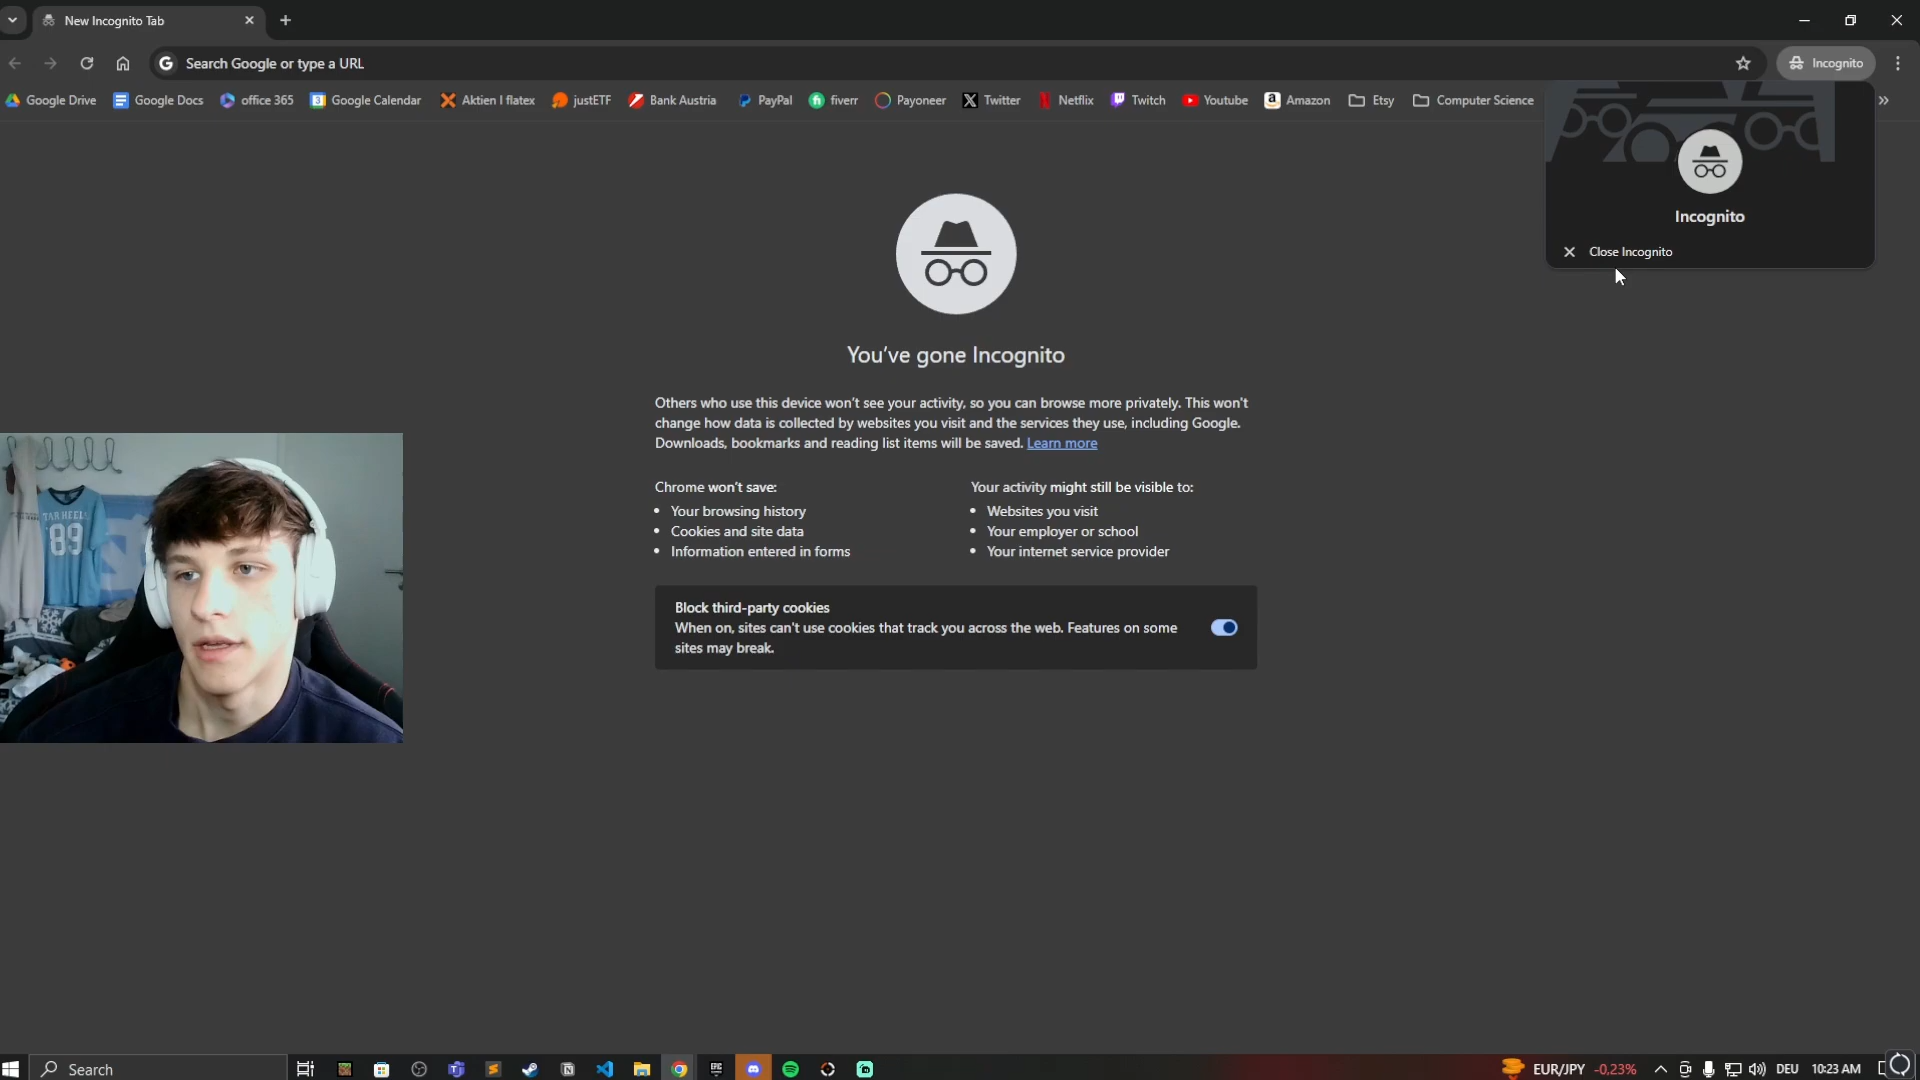 New Incognito Tab
Search Google or type a URL
Incognito
Google Drive
Google Docs
office 365
Google Calendar
Aktien I flatex
justETF
Bank Austria
PayPal
fiverr
Payoneer
Twitter
Netflix
Twitch
Youtube
Amazon
Etsy
Computer Science
Incognito
Close Incognito
You've gone Incognito
Others who use this device won't see your activity, so you can browse more privately. This won't
change how data is collected by websites you visit and the services they use, including Google.
Downloads, bookmarks and reading list items will be saved. Learn more
Chrome won't save:
Your browsing history
Cookies and site data
Information entered in forms
Your activity might still be visible to:
Websites you visit
Your employer or school
Your internet service provider
Block third-party cookies
When on, sites can't use cookies that track you across the web. Features on some
sites may break.
TAR HEELS
89
Search
EPIC
EUR/JPY -0,23%
DEU
10:23 AM